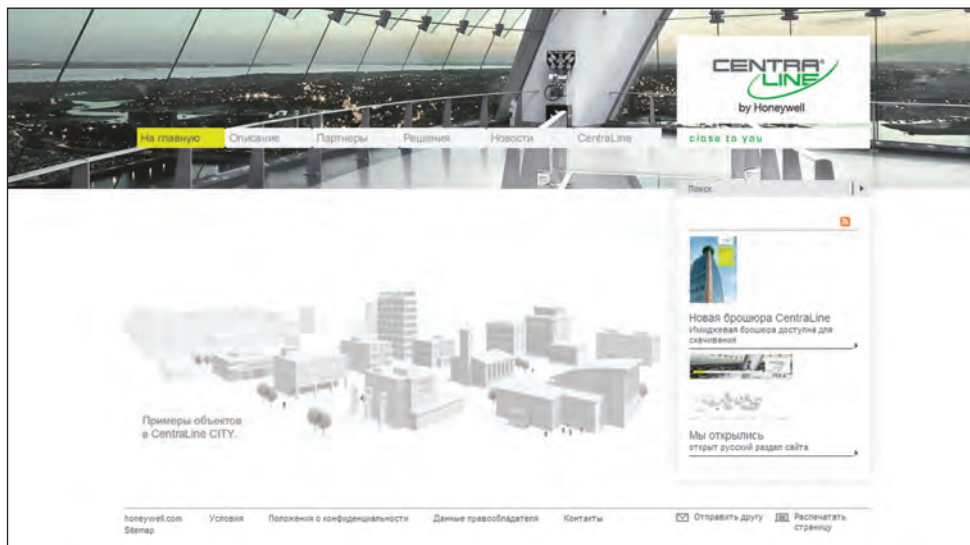 CENTRA®
LINE
by Honeywell
На главную
Описание
Партнеры
Решения
Новости
CentraLine
close to you
Поиск
Новая брошюра CentraLine
Имиджевая брошюра доступна для
скачивания
Примеры объектов
в CentraLine CITY.
Мы открылись
открыт русский раздел сайта
honeywell.com
Условия
Положения о конфиденциальности
Данные правообладателя
Контакты
Отправить другу
Распечатать
страницу
Sitemap